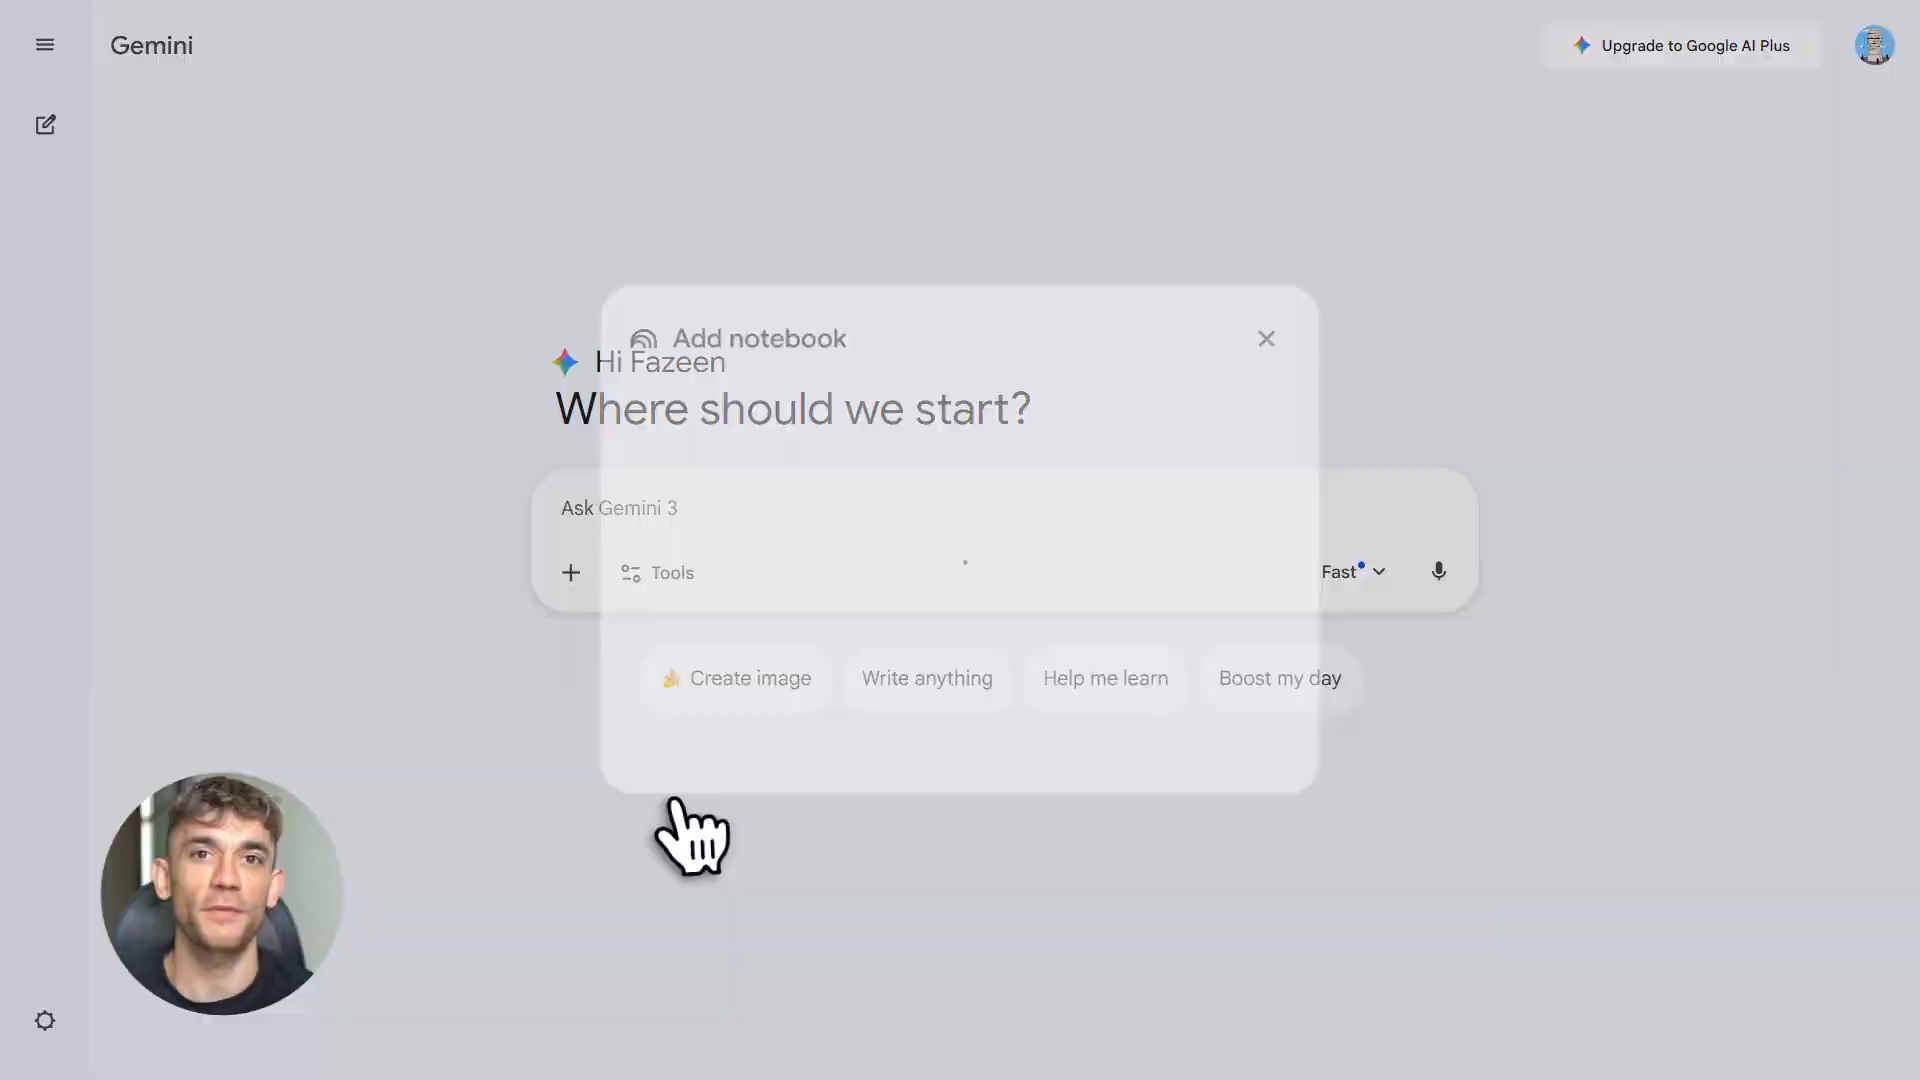 Gemini
Upgrade to Google AI Plus
Add notebook
Hi Fazeen
Where should we start?
Ask Gemini 3
Tools
Fast
Create image
Write anything
Help me learn
Boost my day